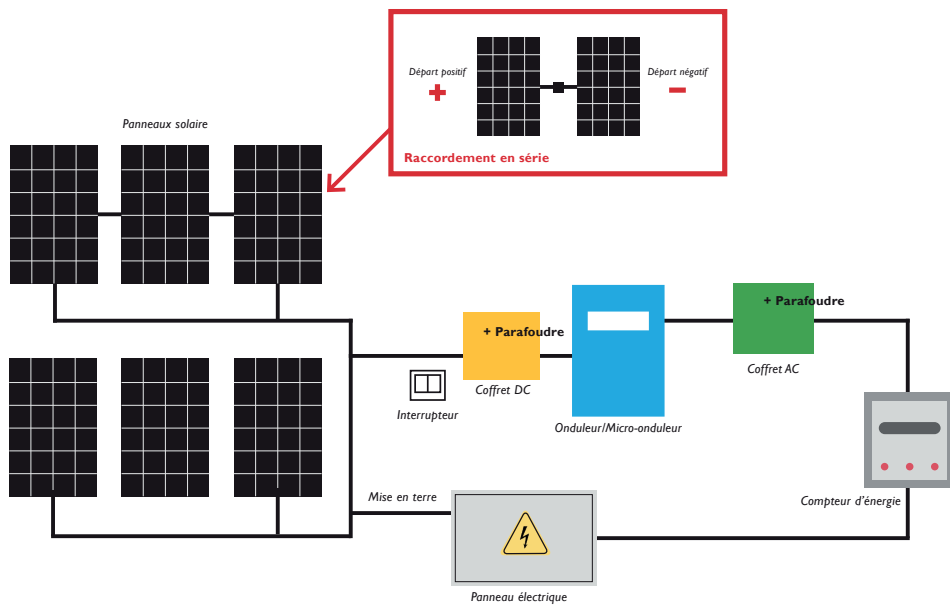 Départ positif
Départ négatif
+
−
Raccordement en série
Panneaux solaire
+ Parafoudre
+ Parafoudre
Coffret AC
Coffret DC
Interrupteur
Onduleur/Micro-onduleur
Mise en terre
Compteur d'énergie
Panneau électrique